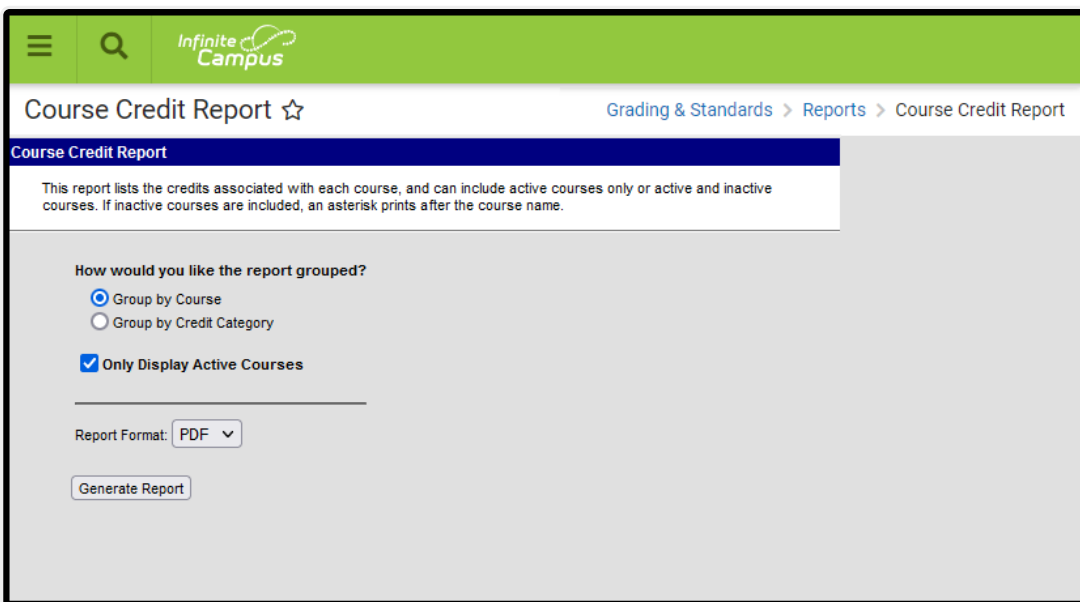 Infinite
Campus
Course Credit Report
Grading & Standards > Reports > Course Credit Report
Course Credit Report
This report lists the credits associated with each course, and can include active courses only or active and inactive
courses. If inactive courses are included, an asterisk prints after the course name.
How would you like the report grouped?
Group by Course
Group by Credit Category
Only Display Active Courses
Report Format: PDF
Generate Report